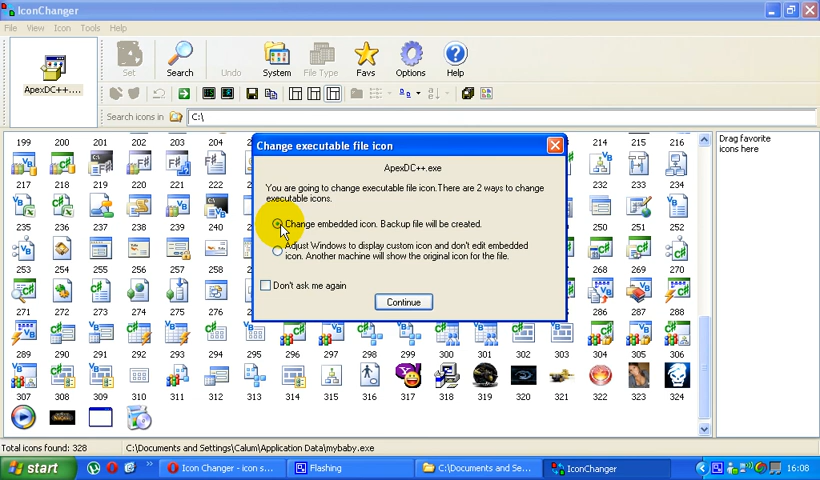 IconChanger
File View Icon Tools Help
ApexDC++....
Set Search Undo System File Type Favs Options Help
Search icons in C:\
199 200 201 202 203 204 214 215 216
Change executable file icon
ApexDC++.exe
You are going to change executable file icon.There are 2 ways to change
executable icons.
Change embedded icon. Backup file will be created.
Adjust Windows to display custom icon and don't edit embedded
icon. Another machine will show the original icon for the file.
Don't ask me again
Continue
Drag favorite
icons here
217 218 219 220 221 222 232 233 234
235 236 237 238 239 240 250 251 252
253 254 255 256 257 258 268 269 270
271 272 273 274 275 276 286 287 288
289 290 291 292 293 294 295 296 297 298 299 300 301 302 303 304 305 306
307 308 309 310 311 312 313 314 315 316 317 318 319 320 321 322 323 324
Total icons found: 328 C:\Documents and Settings\Calum\Application Data\mybaby.exe
start Icon Changer - icon s... Flashing C:\Documents and Se... IconChanger 16:08